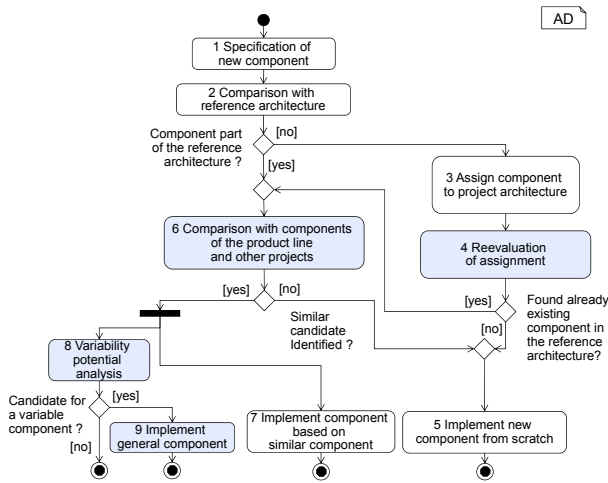 AD
1 Specification of
new component
2 Comparison with
reference architecture
Component part
of the reference
architecture ?
[no]
[yes]
3 Assign component
to project architecture
6 Comparison with components
of the product line
and other projects
4 Reevaluation
of assignment
[yes]
[no]
Similar
candidate
Identified ?
[yes]
[no]
Found already
existing
component in
the reference
architecture?
8 Variability
potential
analysis
Candidate for
a variable
component ?
[yes]
[no]
9 Implement
general component
7 Implement component
based on
similar component
5 Implement new
component from scratch